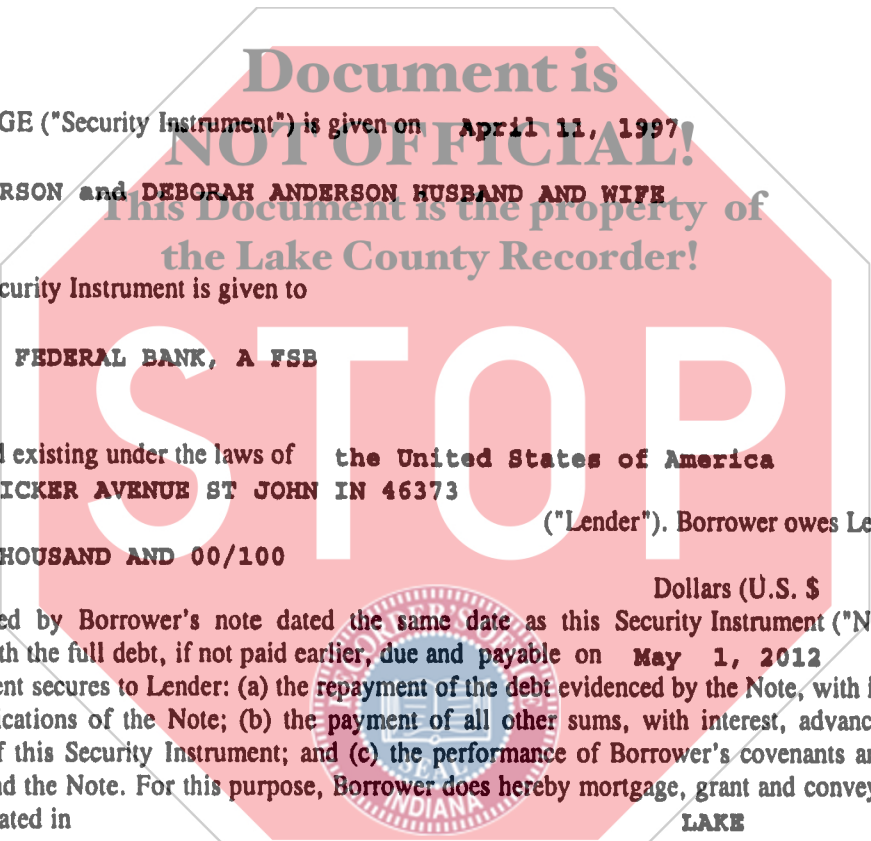 Document is
GE ("Security Instrument") is given on April 11, 1997
NOT OFFICIAL!
RSON and DEBORAH ANDERSON HUSBAND AND WIFE
This Document is the property of
the Lake County Recorder!
curity Instrument is given to
FEDERAL BANK, A FSB
STOP
d existing under the laws of the United States of America
ICKER AVENUE ST JOHN IN 46373
("Lender"). Borrower owes Le
HOUSAND AND 00/100
Dollars (U.S. $
ed by Borrower's note dated the same date as this Security Instrument ("N
th the full debt, if not paid earlier, due and payable on May 1, 2012
ent secures to Lender: (a) the repayment of the debt evidenced by the Note, with i
ications of the Note; (b) the payment of all other sums, with interest, advanc
f this Security Instrument; and (c) the performance of Borrower's covenants a
nd the Note. For this purpose, Borrower does hereby mortgage, grant and convey
ated in LAKE
RECORDER'S OFFICE
SEAL
INDIANA